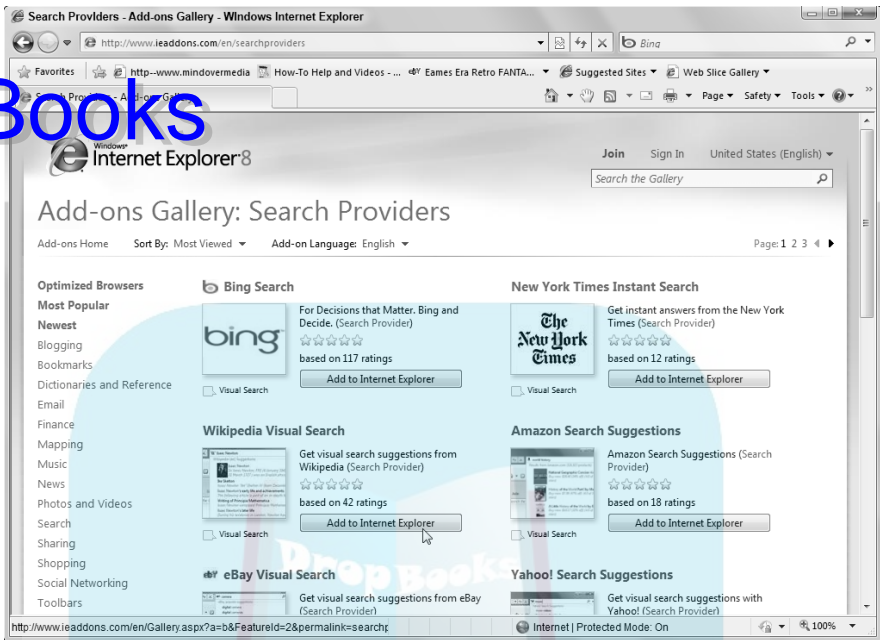 Search Providers - Add-ons Gallery - Windows Internet Explorer
http://www.ieaddons.com/en/searchproviders
Bing
Favorites http--www.mindovermedia How-To Help and Videos - ... Eames Era Retro FANTA... Suggested Sites Web Slice Gallery
Search Providers - Add-ons Gallery
Page Safety Tools
Books
Windows
Internet Explorer 8
Join Sign In United States (English)
Search the Gallery
Add-ons Gallery: Search Providers
Add-ons Home Sort By: Most Viewed Add-on Language: English Page: 1 2 3
Optimized Browsers
Most Popular
Newest
Blogging
Bookmarks
Dictionaries and Reference
Email
Finance
Mapping
Music
News
Photos and Videos
Search
Sharing
Shopping
Social Networking
Toolbars
Bing Search
bing
For Decisions that Matter. Bing and
Decide. (Search Provider)
based on 117 ratings
Add to Internet Explorer
Visual Search
New York Times Instant Search
The
New York
Times
Get instant answers from the New York
Times (Search Provider)
based on 12 ratings
Add to Internet Explorer
Visual Search
Wikipedia Visual Search
Get visual search suggestions from
Wikipedia (Search Provider)
based on 42 ratings
Add to Internet Explorer
Visual Search
Amazon Search Suggestions
Amazon Search Suggestions (Search
Provider)
based on 18 ratings
Add to Internet Explorer
Visual Search
Drop Books
eBay Visual Search
Get visual search suggestions from eBay
(Search Provider)
Yahoo! Search Suggestions
Get visual search suggestions with
Yahoo! (Search Provider)
http://www.ieaddons.com/en/Gallery.aspx?a=b&FeatureId=2&permalink=searchp
Internet | Protected Mode: On
100%